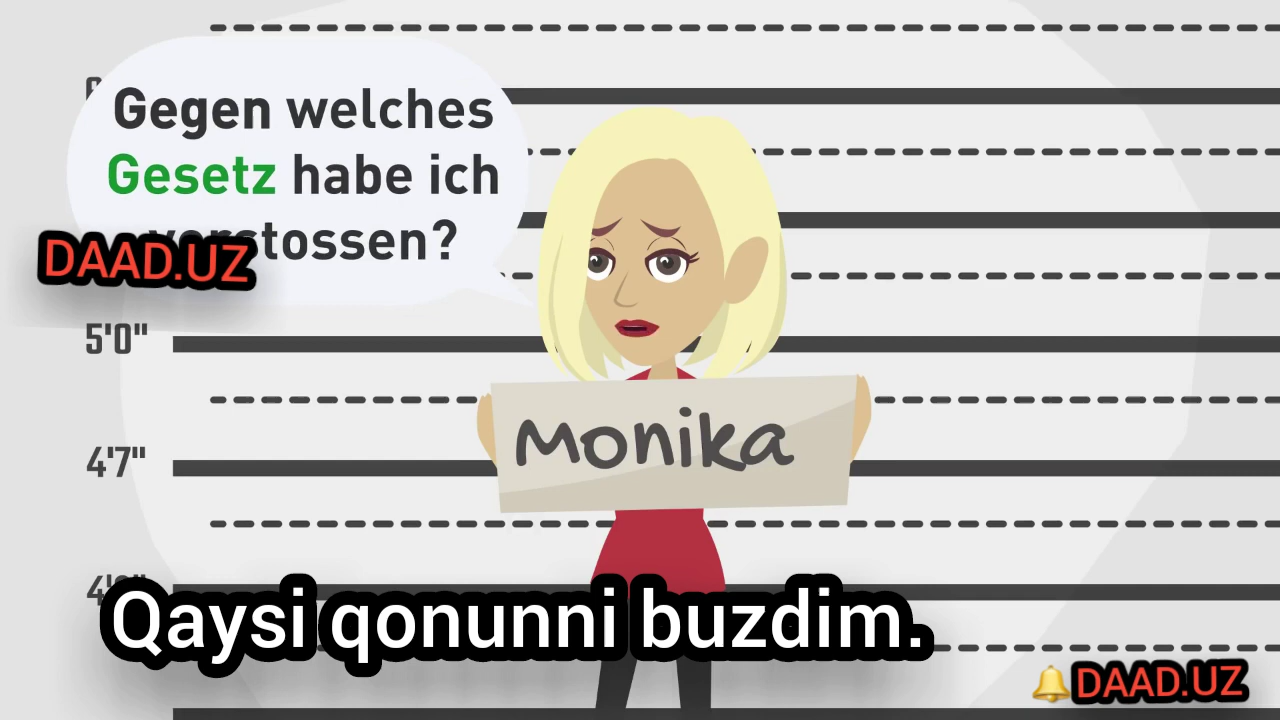 Gegen welches
Gesetz habe ich
verstossen?
DAAD.UZ
5'0"
Monika
4'7"
Qaysi qonunni buzdim.
🔔DAAD.UZ